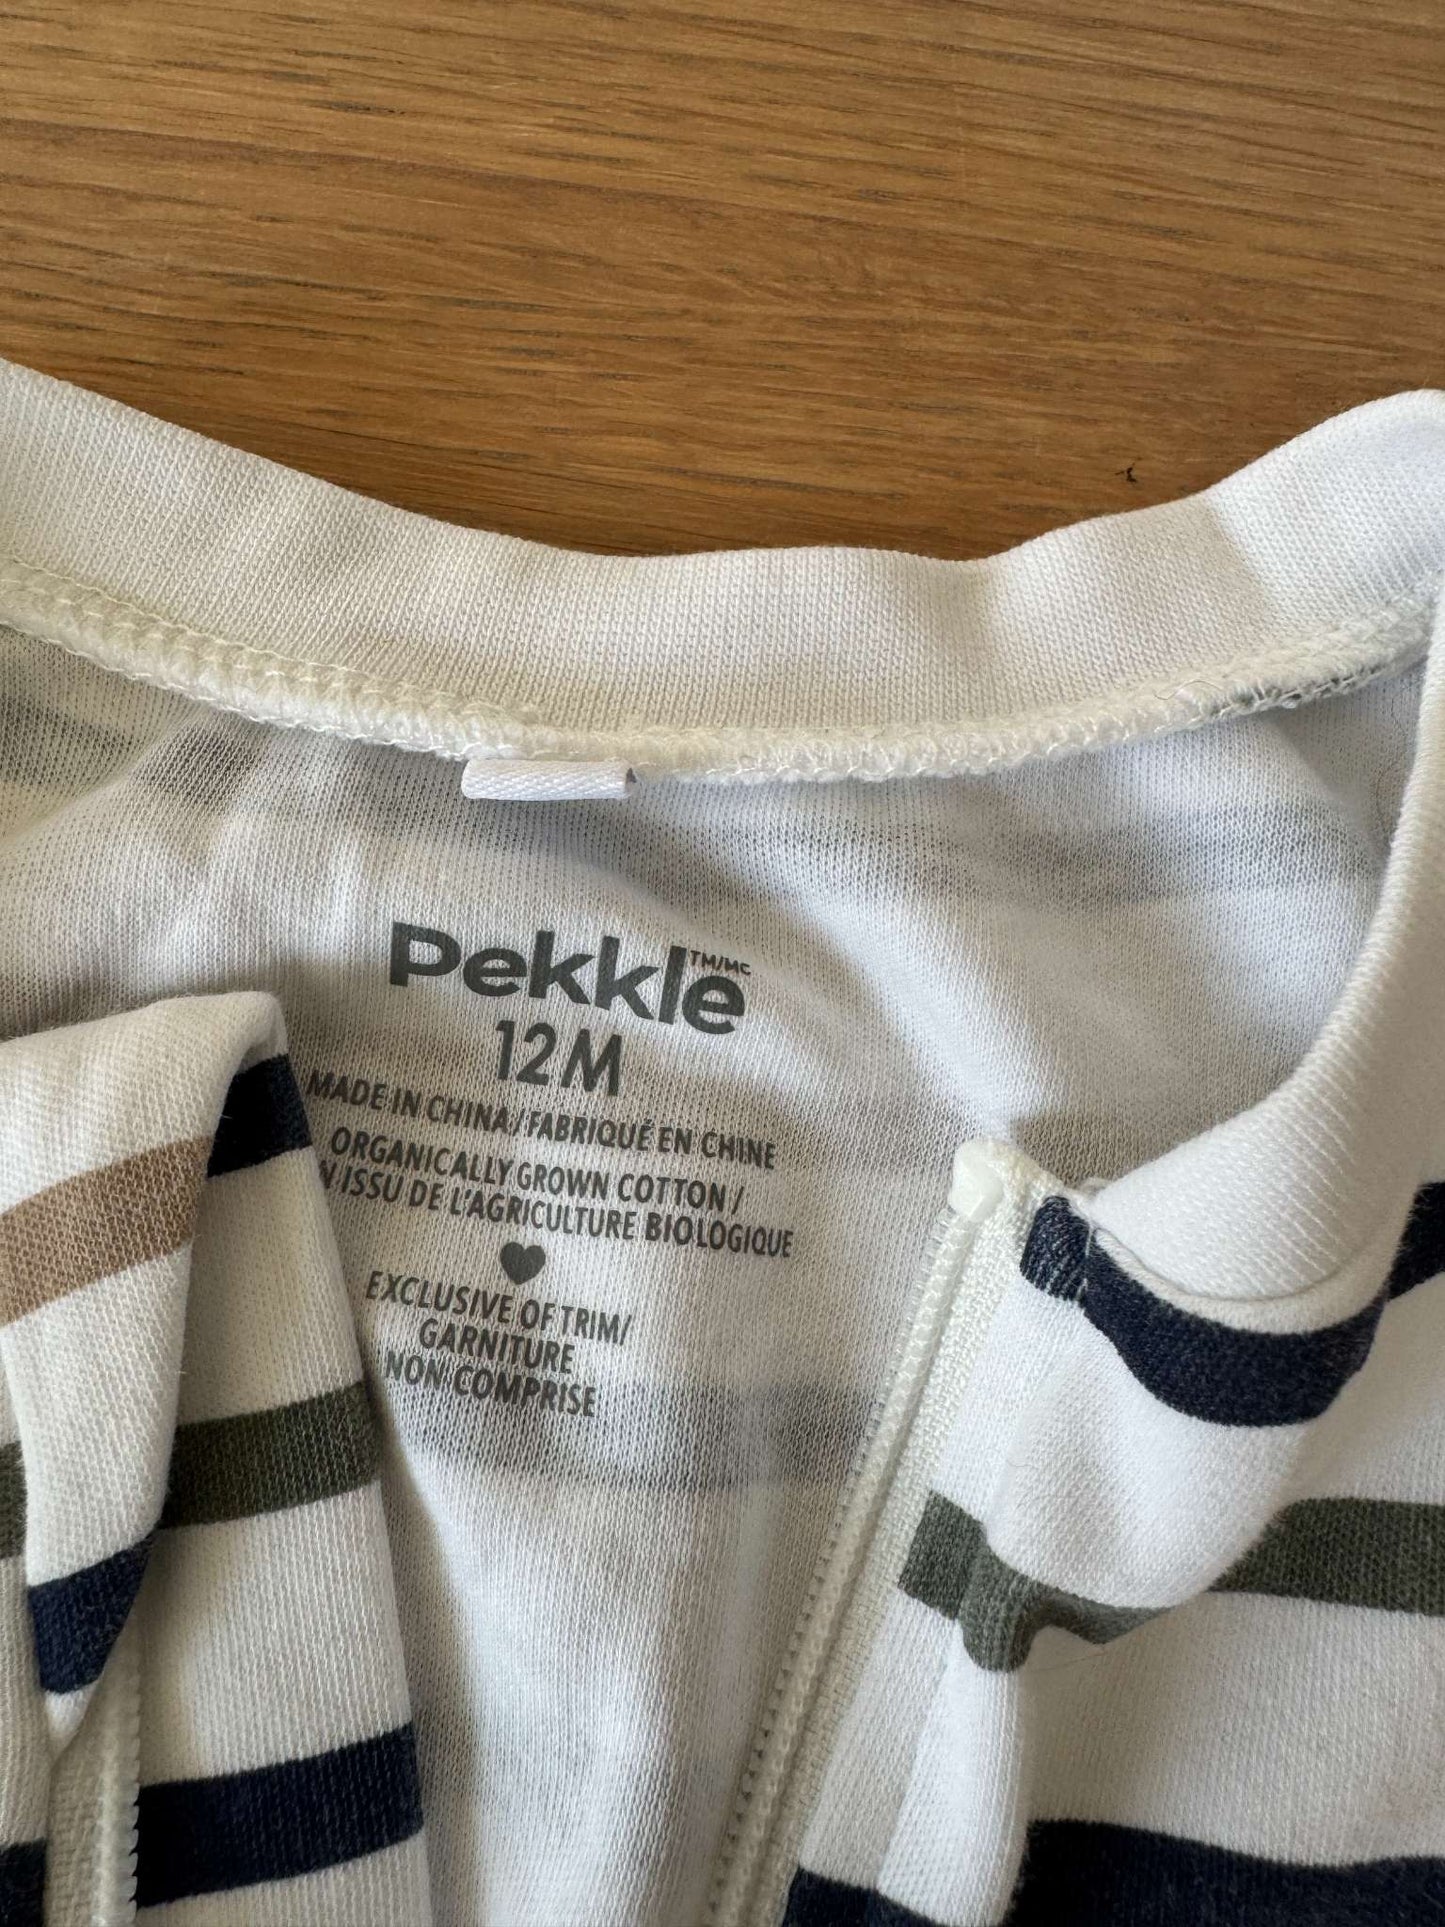 Pekkle TM/MC
12M
MADE IN CHINA/FABRIQUÉ EN CHINE
ORGANICALLY GROWN COTTON/
ISSU DE L'AGRICULTURE BIOLOGIQUE
EXCLUSIVE OF TRIM/
GARNITURE
NON COMPRISE